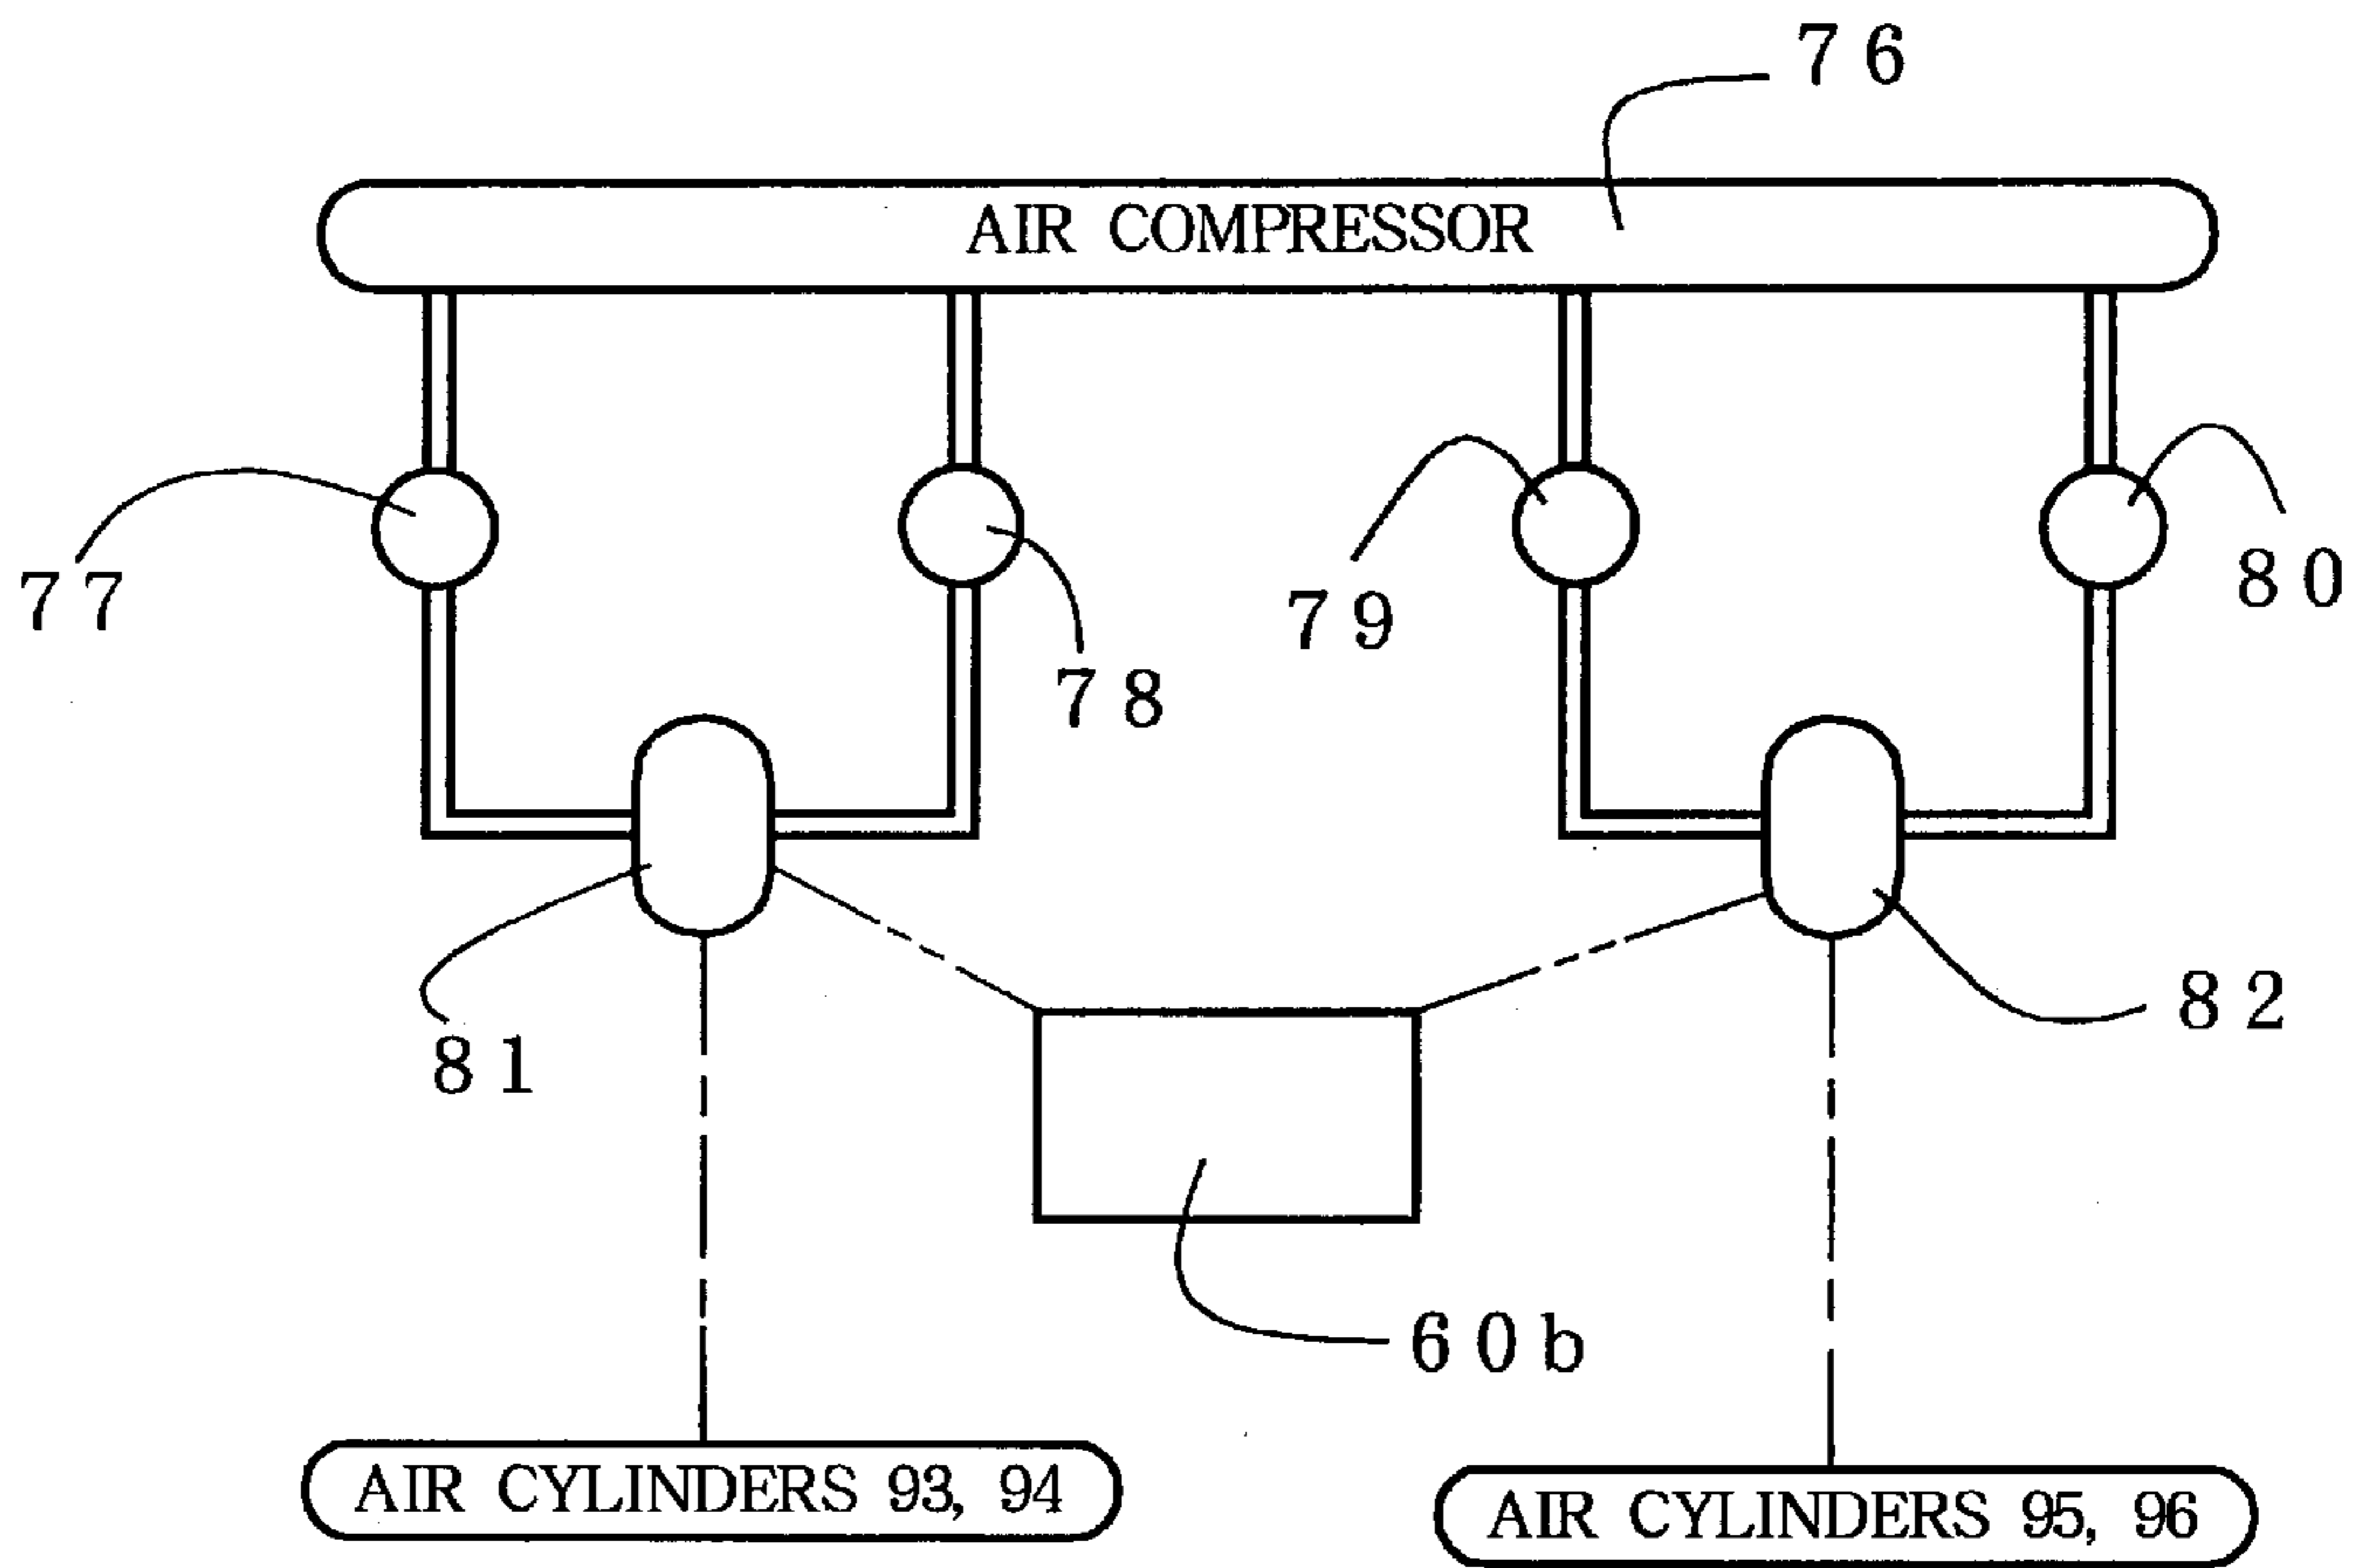 ７６
AIR COMPRESSOR
７７
７８
７９
８０
８１
８２
６０b
AIR CYLINDERS 93, 94
AIR CYLINDERS 95, 96